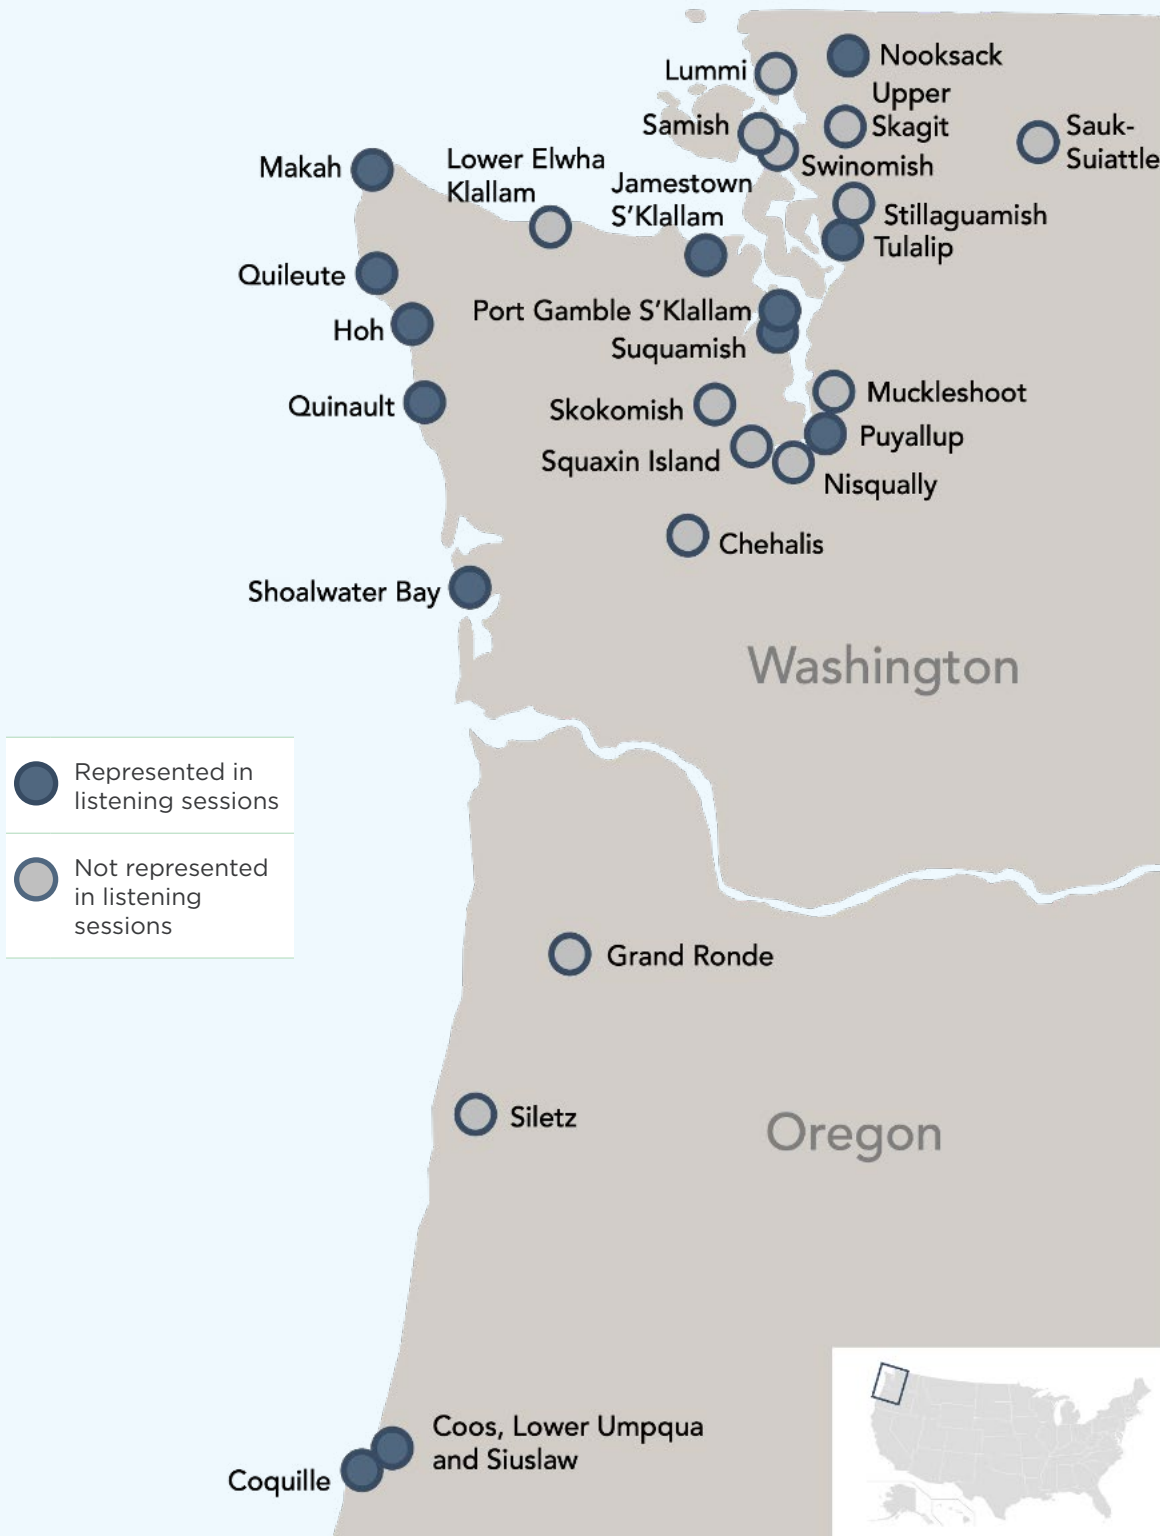 Nooksack
Lummi
Upper
Skagit
Samish
Sauk-
Suiattle
Swinomish
Makah
Lower Elwha
Klallam
Jamestown
S'Klallam
Stillaguamish
Tulalip
Quileute
Port Gamble S'Klallam
Hoh
Suquamish
Quinault
Skokomish
Muckleshoot
Puyallup
Squaxin Island
Nisqually
Chehalis
Shoalwater Bay
Washington
Represented in
listening sessions
Not represented
in listening
sessions
Grand Ronde
Siletz
Oregon
Coos, Lower Umpqua
and Siuslaw
Coquille